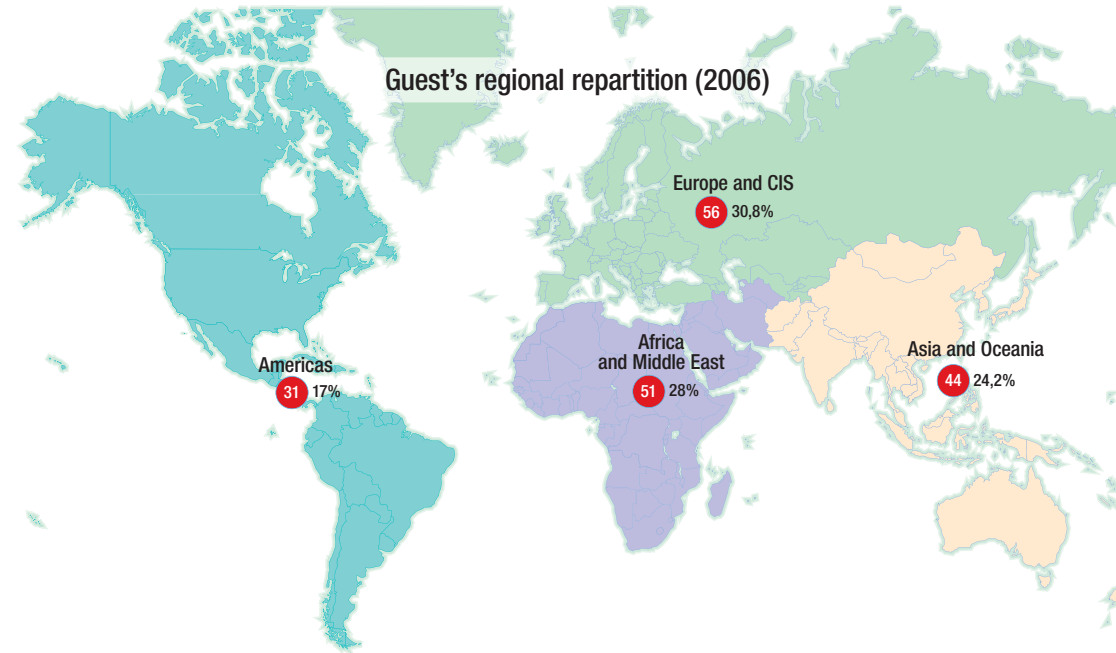 Guest's regional repartition (2006)
Europe and CIS
56 30,8%
Africa
and Middle East
51 28%
Asia and Oceania
44 24,2%
Americas
31 17%